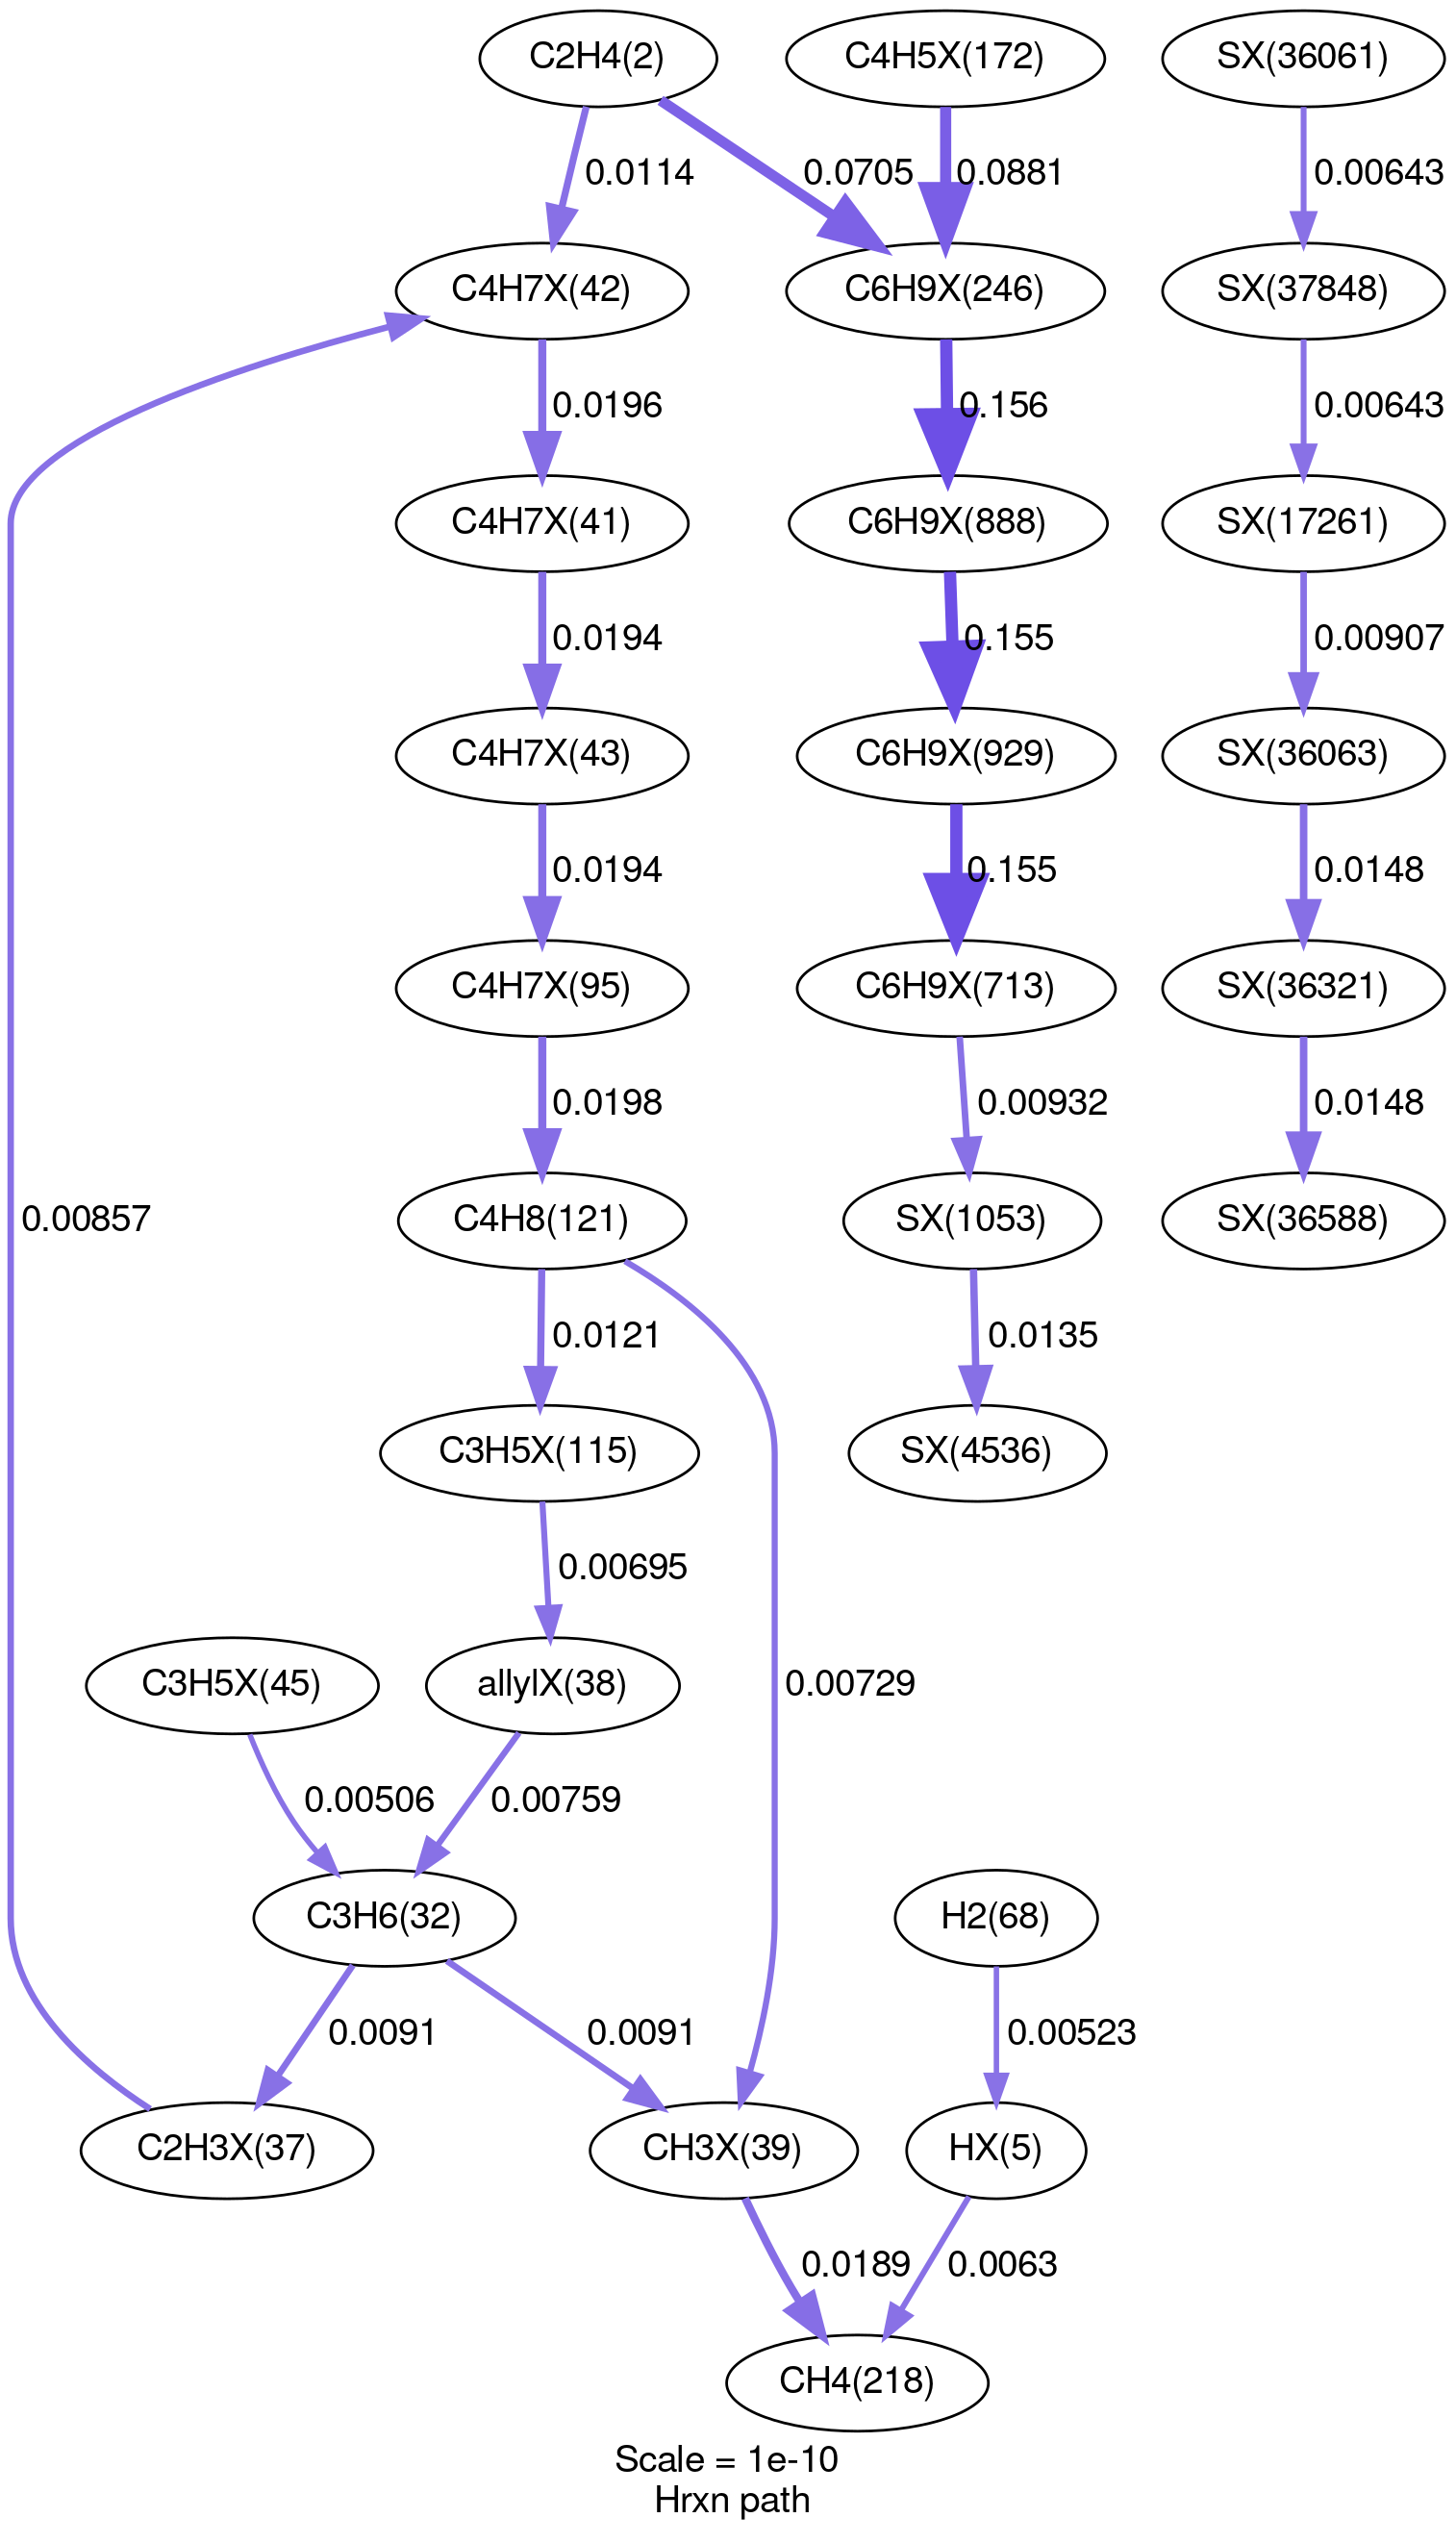 C2H4(2)
C4H5X(172)
SX(36061)
0.0114
0.0705
0.0881
0.00643
C4H7X(42)
C6H9X(246)
SX(37848)
0.0196
0.156
0.00643
C4H7X(41)
C6H9X(888)
SX(17261)
0.0194
0.155
0.00907
C4H7X(43)
C6H9X(929)
SX(36063)
0.0194
0.155
0.0148
C4H7X(95)
C6H9X(713)
SX(36321)
0.0198
0.00932
0.0148
0.00857
C4H8(121)
SX(1053)
SX(36588)
0.0121
0.0135
C3H5X(115)
SX(4536)
0.00695
C3H5X(45)
allylX(38)
0.00729
0.00506
0.00759
C3H6(32)
H2(68)
0.0091
0.0091
0.00523
C2H3X(37)
CH3X(39)
HX(5)
0.0189
0.0063
CH4(218)
Scale = 1e-10
Hrxn path